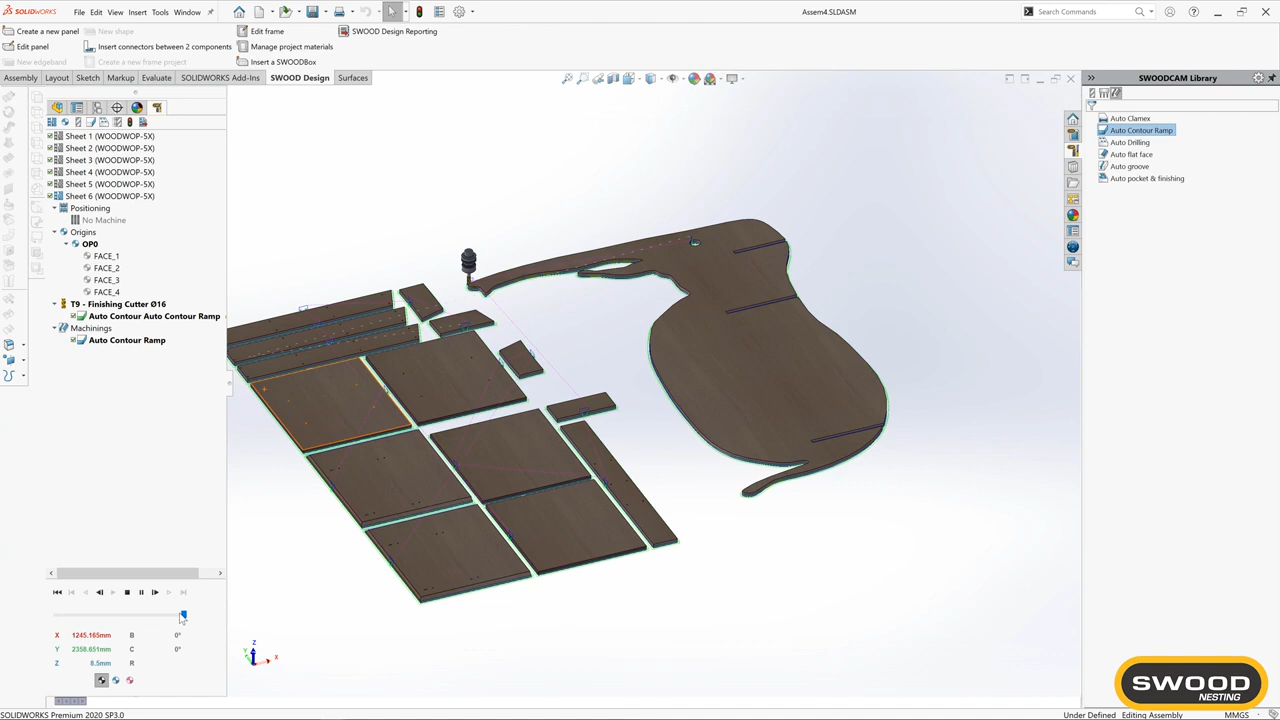 SOLIDWORKS File Edit View Insert Tools Window Assem4.SLDASM Search Commands
Create a new panel New shape Edit frame SWOOD Design Reporting
Edit panel Insert connectors between 2 components Manage project materials
New edgeband Create a new frame project Insert a SWOODBox
Assembly Layout Sketch Markup Evaluate SOLIDWORKS Add-Ins SWOOD Design Surfaces
SWOODCAM Library
Auto Clamex
Auto Contour Ramp
Auto Drilling
Auto flat face
Auto groove
Auto pocket & finishing
Sheet 1 (WOODWOP-5X)
Sheet 2 (WOODWOP-5X)
Sheet 3 (WOODWOP-5X)
Sheet 4 (WOODWOP-5X)
Sheet 5 (WOODWOP-5X)
Sheet 6 (WOODWOP-5X)
Positioning
No Machine
Origins
OP0
FACE_1
FACE_2
FACE_3
FACE_4
T9 - Finishing Cutter Ø16
Auto Contour Auto Contour Ramp
Machinings
Auto Contour Ramp
X 1245.165mm B 0°
Y 2358.651mm C 0°
Z 8.5mm R
Z
Y
X
SWOOD
NESTING
SOLIDWORKS Premium 2020 SP3.0 Under Defined Editing Assembly MMGS